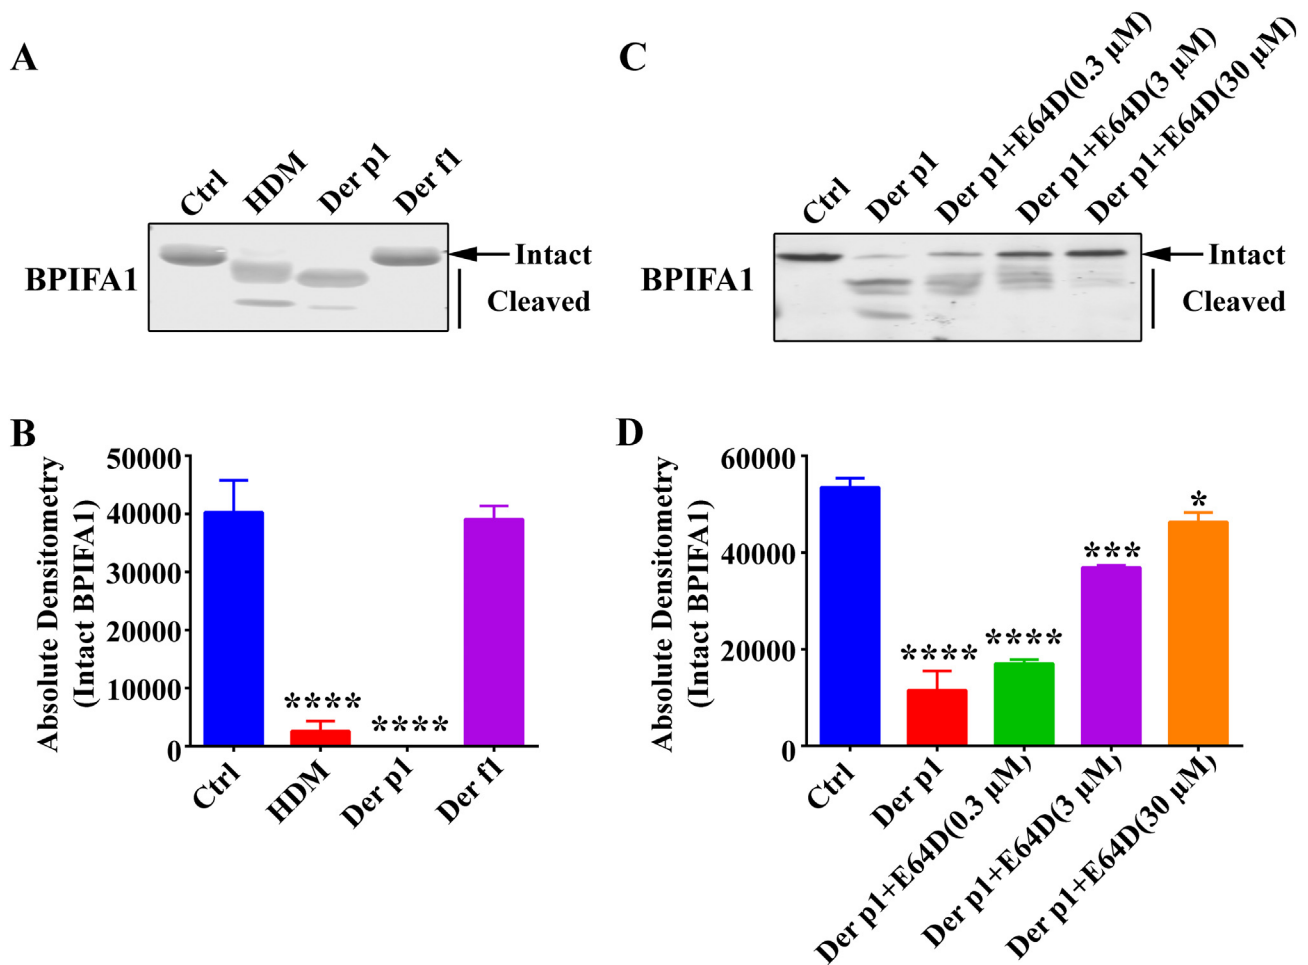 A
Ctrl
HDM
Der p1
Der f1
BPIFA1
Intact
Cleaved
C
Ctrl
Der p1
Der p1+E64D(0.3 μM)
Der p1+E64D(3 μM)
Der p1+E64D(30 μM)
BPIFA1
Intact
Cleaved
B
Absolute Densitometry
(Intact BPIFA1)
50000
40000
30000
20000
10000
0
****
****
Ctrl
HDM
Der p1
Der f1
D
Absolute Densitometry
(Intact BPIFA1)
60000
40000
20000
0
****
****
***
*
Ctrl
Der p1
Der p1+E64D(0.3 μM)
Der p1+E64D(3 μM)
Der p1+E64D(30 μM)